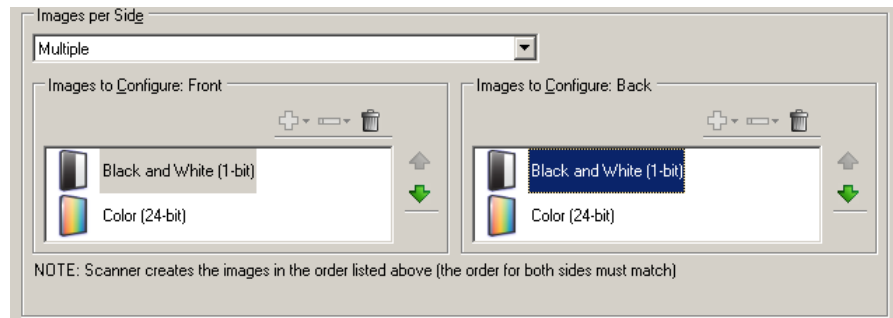 Images per Side
Multiple
Images to Configure: Front
Images to Configure: Back
Black and White (1-bit)
Color (24-bit)
Black and White (1-bit)
Color (24-bit)
NOTE: Scanner creates the images in the order listed above (the order for both sides must match)